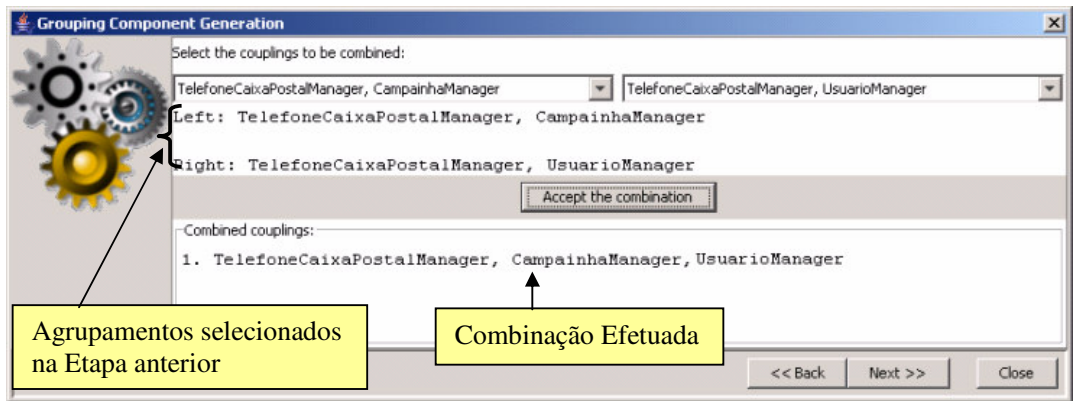 Grouping Component Generation
Select the couplings to be combined:
TelefoneCaixaPostalManager, CampainhaManager
TelefoneCaixaPostalManager, UsuarioManager
Left: TelefoneCaixaPostalManager, CampainhaManager
Right: TelefoneCaixaPostalManager, UsuarioManager
Accept the combination
Combined couplings:
1. TelefoneCaixaPostalManager, CampainhaManager, UsuarioManager
Agrupamentos selecionados
na Etapa anterior
Combinação Efetuada
<< Back
Next >>
Close